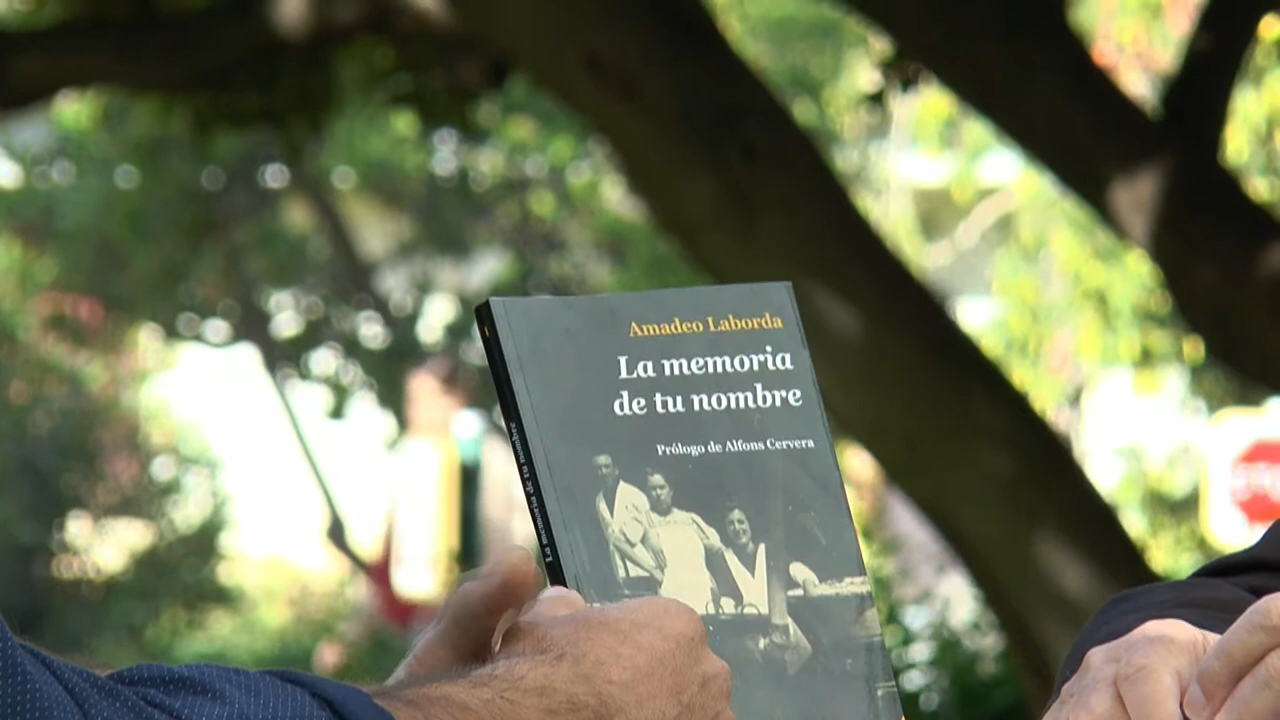 Amadeo Laborda
La memoria
de tu nombre
Prólogo de Alfons Cervera
La memoria de tu nombre